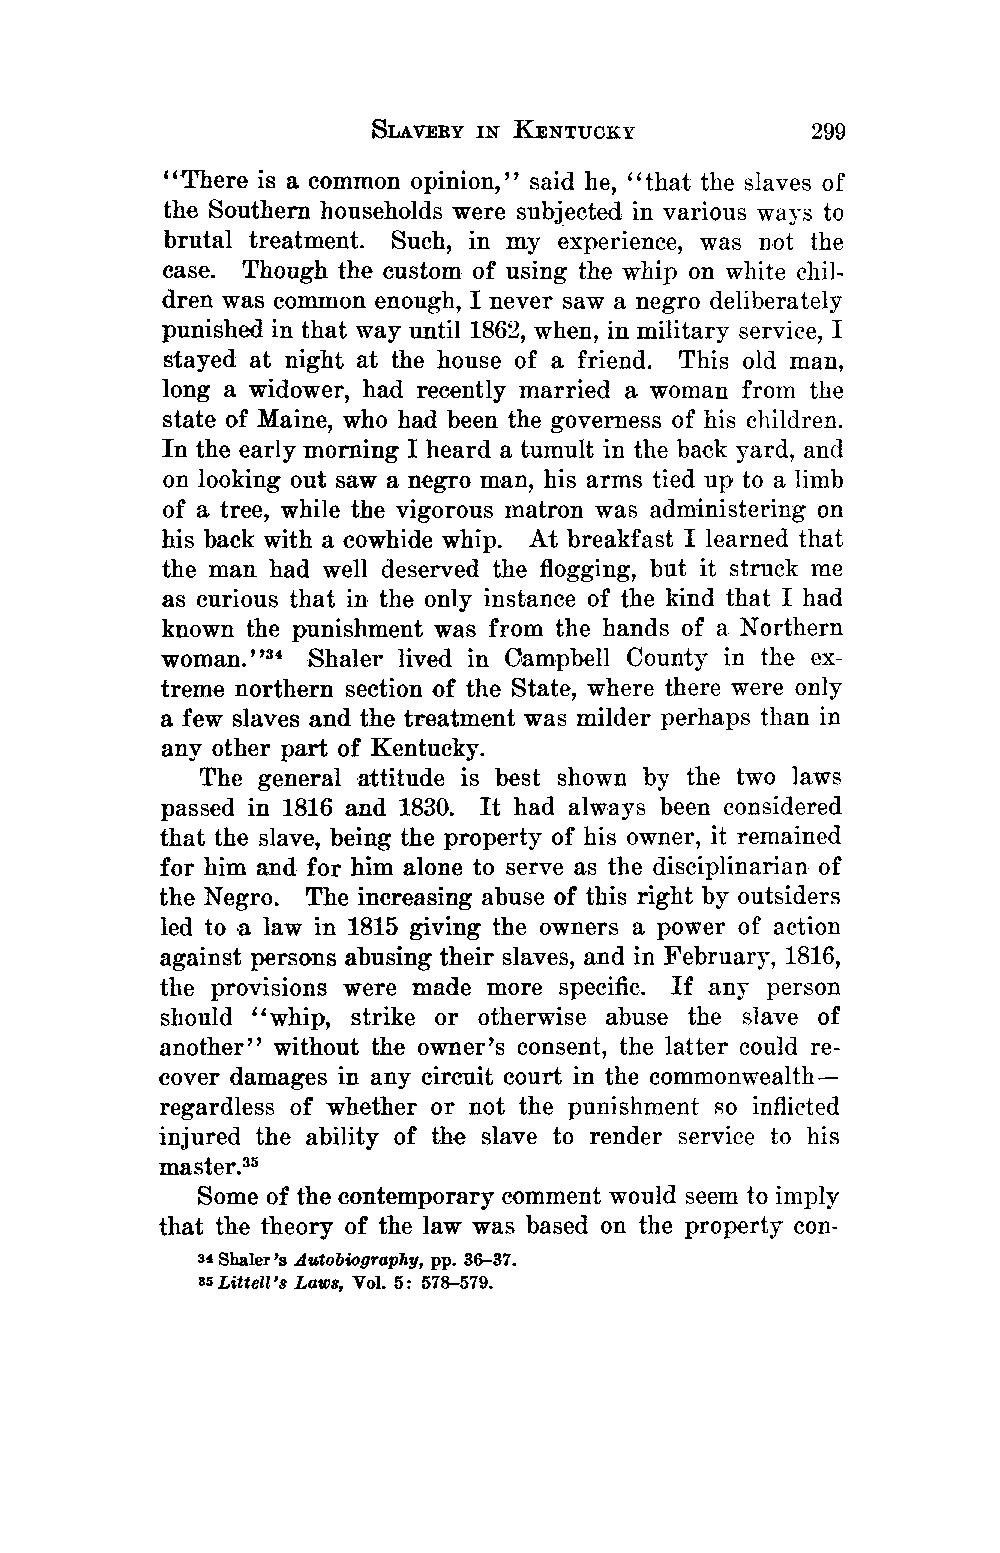 SLAVERY IN KENTUCKY 299
“There is a common opinion,” said he, “that the slaves of
the Southern households were subjected in various ways to
brutal treatment. Such, in my experience, was not the
case. Though the custom of using the whip on white chil-
dren was common enough, I never saw a negro deliberately
punished in that way until 1862, when, in military service, I
stayed at night at the house of a friend. This old man,
long a widower, had recently married a woman from the
state of Maine, who had been the governess of his children.
In the early morning I heard a tumult in the back yard, and
on looking out saw a negro man, his arms tied up to a limb
of a tree, while the vigorous matron was administering on
his back with a cowhide whip. At breakfast I learned that
the man had well deserved the flogging, but it struck me
as curious that in the only instance of the kind that I had
known the punishment was from the hands of a Northern
woman.”34 Shaler lived in Campbell County in the ex-
treme northern section of the State, where there were only
a few slaves and the treatment was milder perhaps than in
any other part of Kentucky.
The general attitude is best shown by the two laws
passed in 1816 and 1830. It had always been considered
that the slave, being the property of his owner, it remained
for him and for him alone to serve as the disciplinarian of
the Negro. The increasing abuse of this right by outsiders
led to a law in 1815 giving the owners a power of action
against persons abusing their slaves, and in February, 1816,
the provisions were made more specific. If any person
should “whip, strike or otherwise abuse the slave of
another” without the owner’s consent, the latter could re-
cover damages in any circuit court in the commonwealth—
regardless of whether or not the punishment so inflicted
injured the ability of the slave to render service to his
master.35
Some of the contemporary comment would seem to imply
that the theory of the law was based on the property con-
34 Shaler’s Autobiography, pp. 36–37.
35 Littell’s Laws, Vol. 5: 578–579.